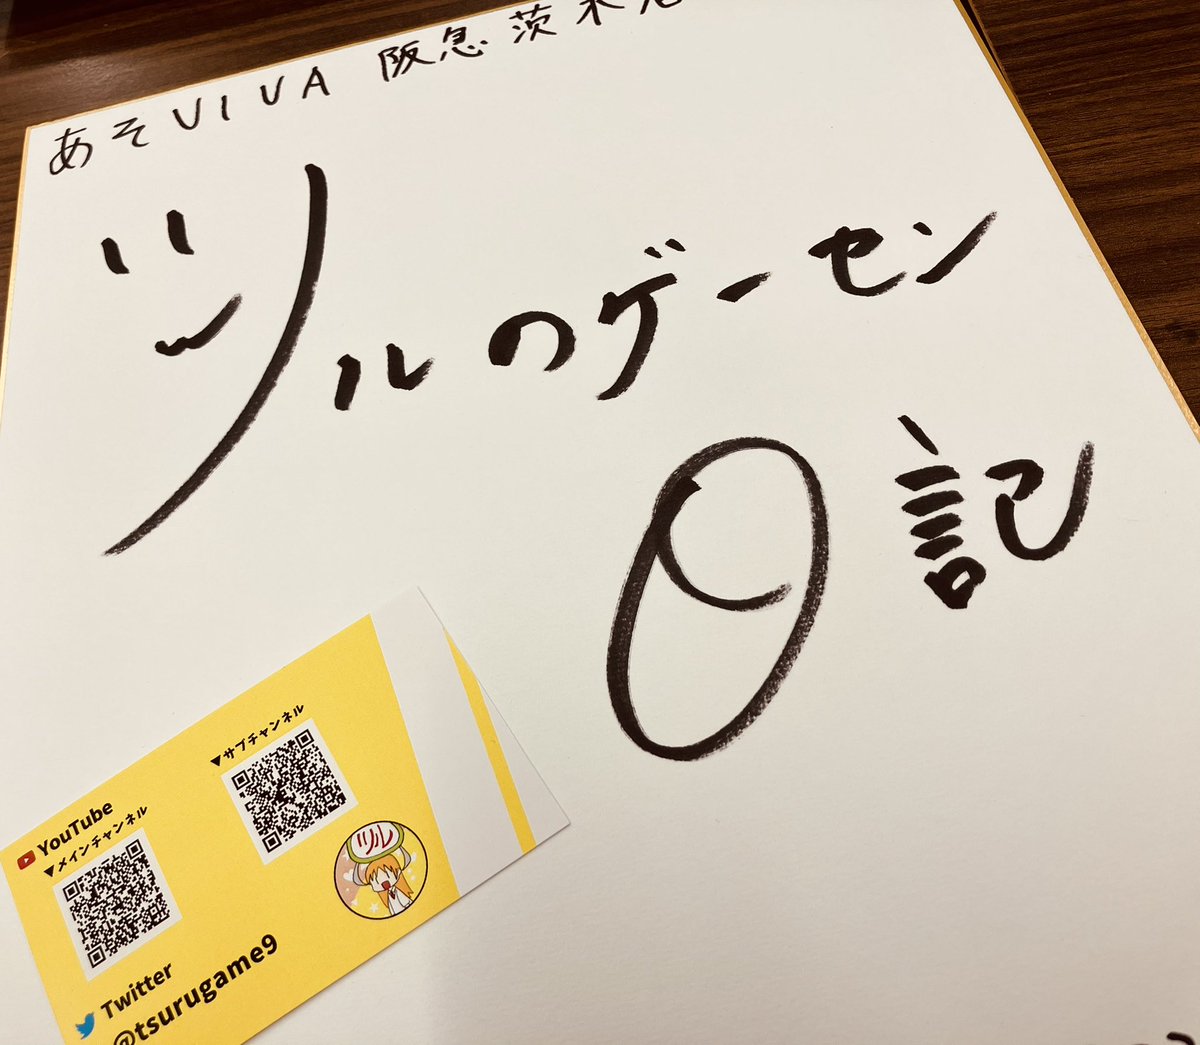 あそVIVA 阪急茨木
ツルのゲーセン
日記
YouTube
▼メインチャンネル
▼サブチャンネル
ツル
Twitter
@tsurugame9